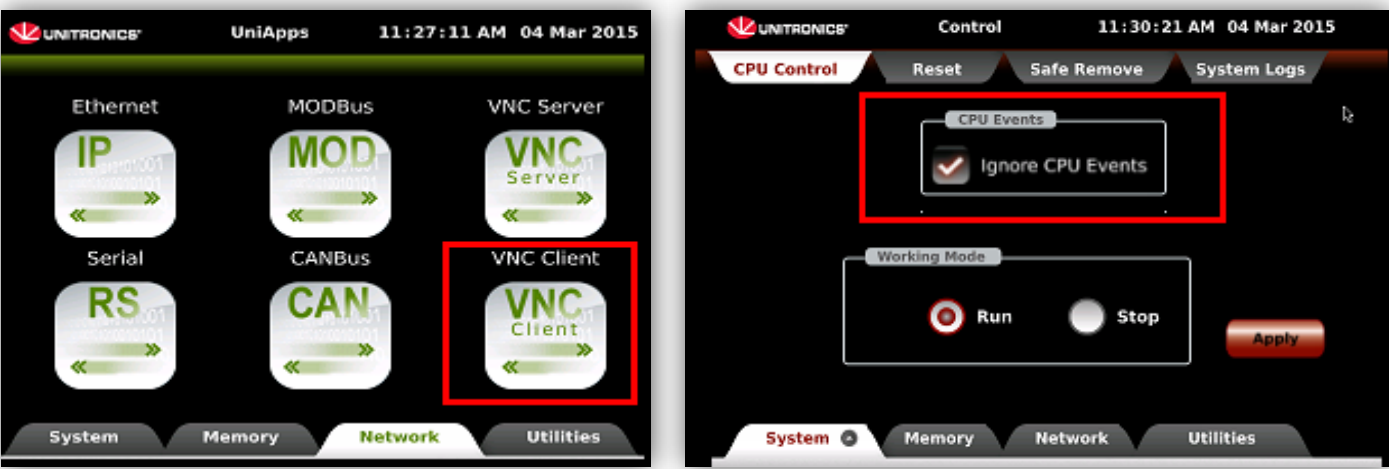 UNITRONICS® UniApps 11:27:11 AM 04 Mar 2015
Ethernet MODBus VNC Server
IP MOD VNC
Server
Serial CANBus VNC Client
RS CAN VNC
Client
System Memory Network Utilities
UNITRONICS® Control 11:30:21 AM 04 Mar 2015
CPU Control Reset Safe Remove System Logs
CPU Events
Ignore CPU Events
Working Mode
Run Stop
Apply
System Memory Network Utilities